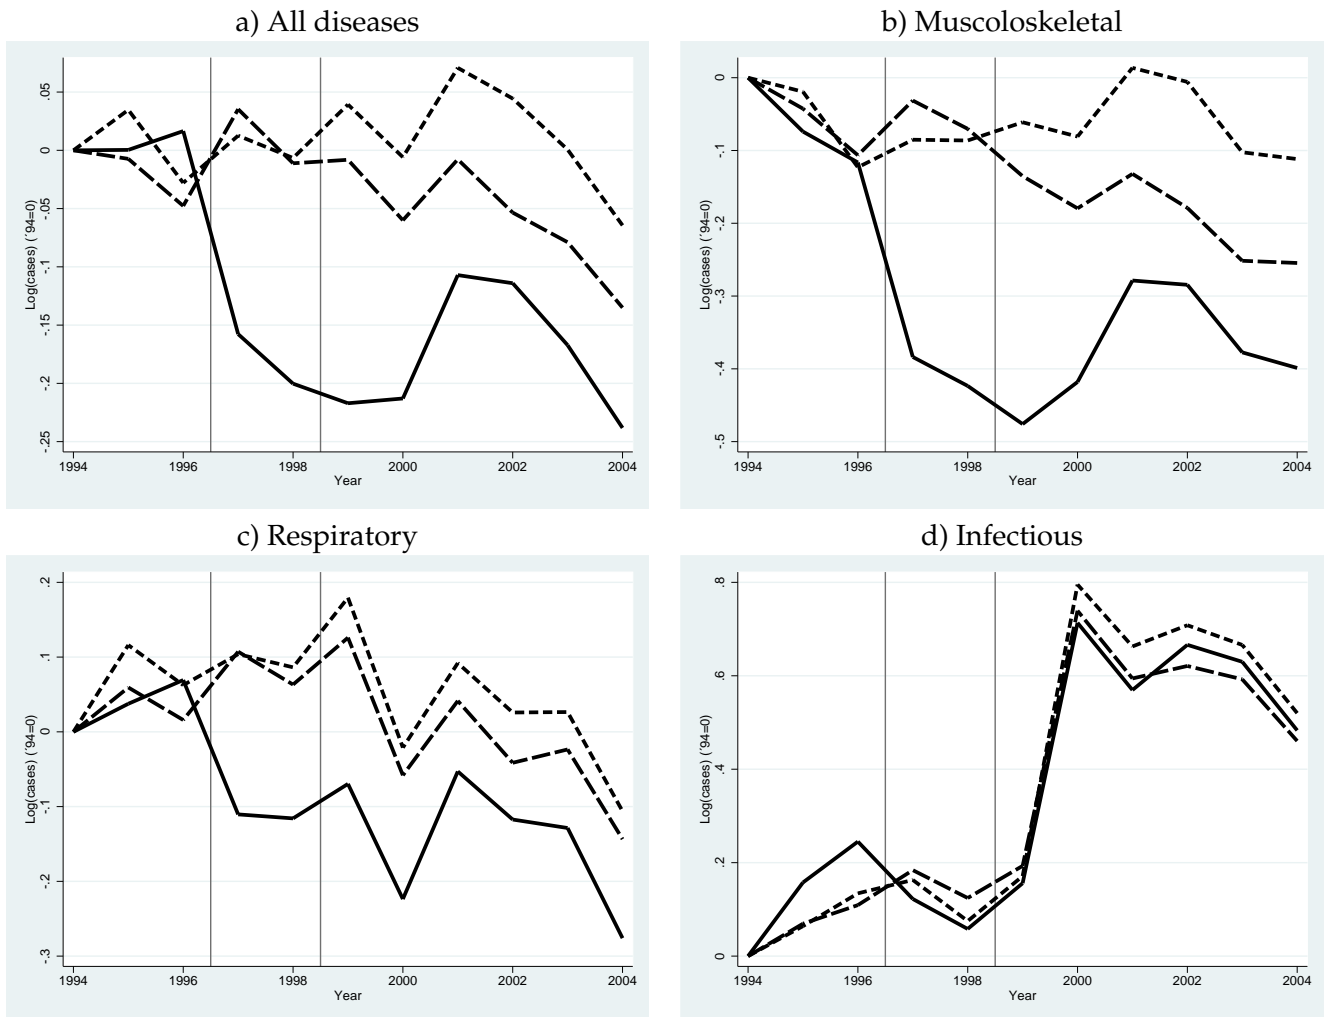 a) All diseases
Log(cases) (´94=0)
.05
0
-.05
-.1
-.15
-.2
-.25
1994 1996 1998 2000 2002 2004
Year
b) Muscoloskeletal
Log(cases) (´94=0)
0
-.1
-.2
-.3
-.4
-.5
1994 1996 1998 2000 2002 2004
Year
c) Respiratory
Log(cases) (´94=0)
.2
.1
0
-.1
-.2
-.3
1994 1996 1998 2000 2002 2004
Year
d) Infectious
Log(cases) (´94=0)
.8
.6
.4
.2
0
1994 1996 1998 2000 2002 2004
Year